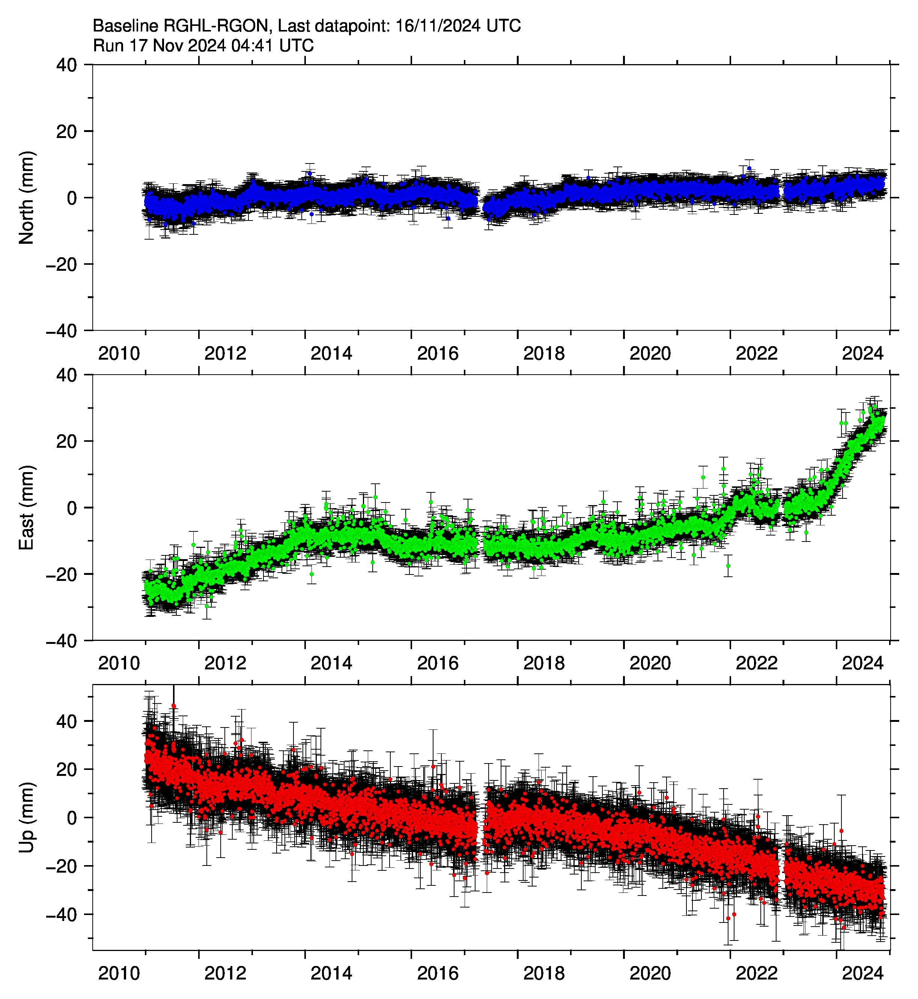 Baseline RGHL-RGON, Last datapoint: 16/11/2024 UTC
Run 17 Nov 2024 04:41 UTC
40
20
0
−20
−40
North (mm)
2010 2012 2014 2016 2018 2020 2022 2024
40
20
0
−20
−40
East (mm)
2010 2012 2014 2016 2018 2020 2022 2024
40
20
0
−20
−40
Up (mm)
2010 2012 2014 2016 2018 2020 2022 2024